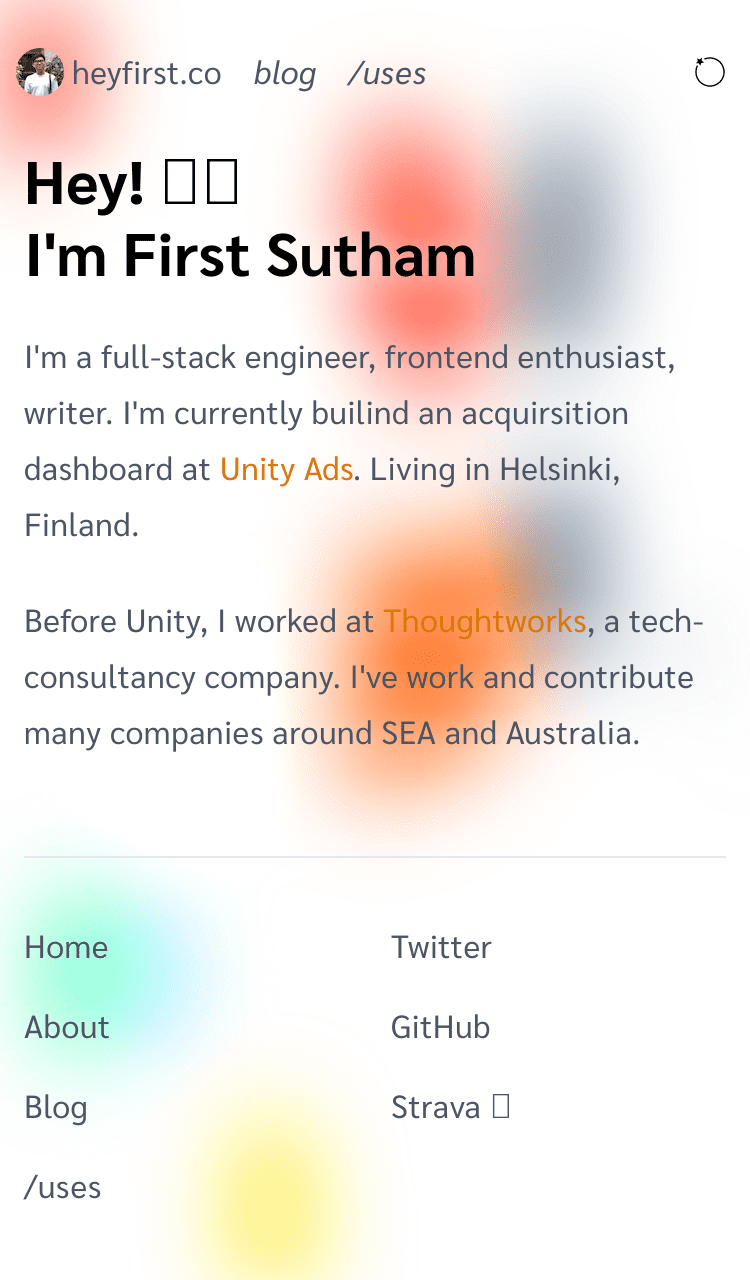 heyfirst.co blog /uses
Hey! 
I'm First Sutham
I'm a full-stack engineer, frontend enthusiast,
writer. I'm currently builind an acquirsition
dashboard at Unity Ads. Living in Helsinki,
Finland.
Before Unity, I worked at Thoughtworks, a tech-
consultancy company. I've work and contribute
many companies around SEA and Australia.
Home
Twitter
About
GitHub
Blog
Strava
/uses